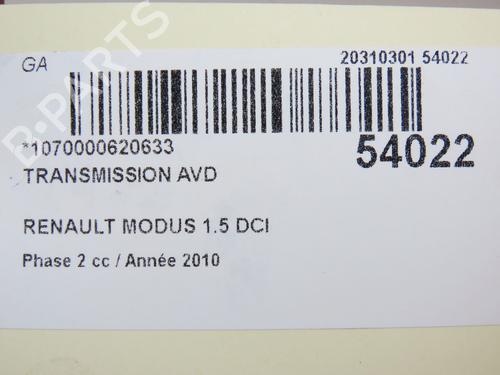 GA 20310301 54022
*1070000620633 54022
TRANSMISSION AVD
RENAULT MODUS 1.5 DCI
Phase 2 cc / Année 2010
B-PARTS